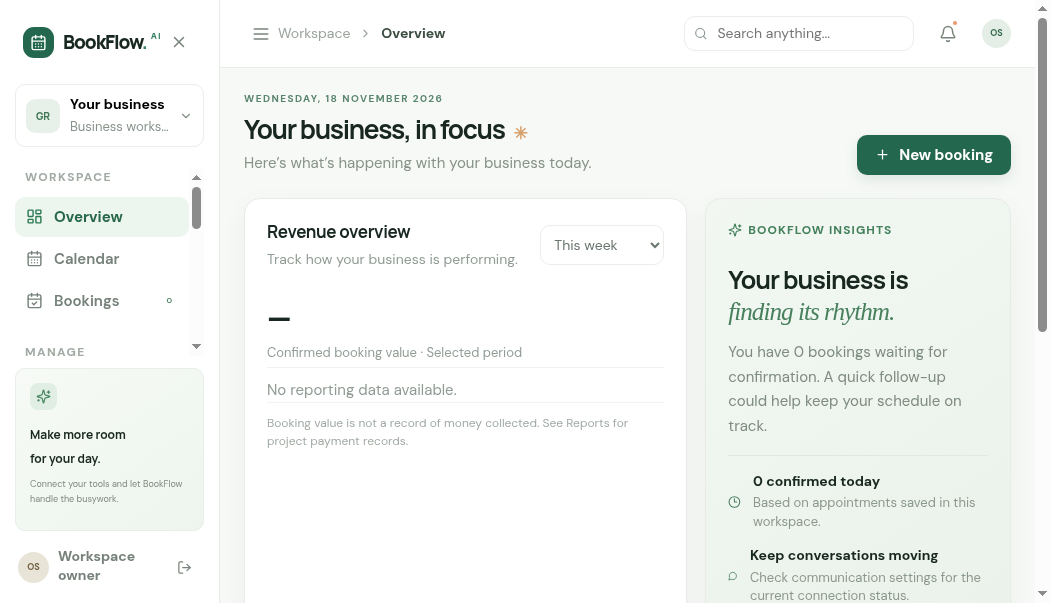 BookFlow. AI
Your business
GR
Business works...
WORKSPACE
Overview
Calendar
Bookings
MANAGE
Make more room
for your day.
Connect your tools and let BookFlow
handle the busywork.
OS
Workspace
owner
Workspace
Overview
Search anything...
OS
WEDNESDAY, 18 NOVEMBER 2026
Your business, in focus
Here's what's happening with your business today.
+ New booking
Revenue overview
Track how your business is performing.
This week
—
Confirmed booking value · Selected period
No reporting data available.
Booking value is not a record of money collected. See Reports for
project payment records.
BOOKFLOW INSIGHTS
Your business is
finding its rhythm.
You have 0 bookings waiting for
confirmation. A quick follow-up
could help keep your schedule on
track.
0 confirmed today
Based on appointments saved in this
workspace.
Keep conversations moving
Check communication settings for the
current connection status.